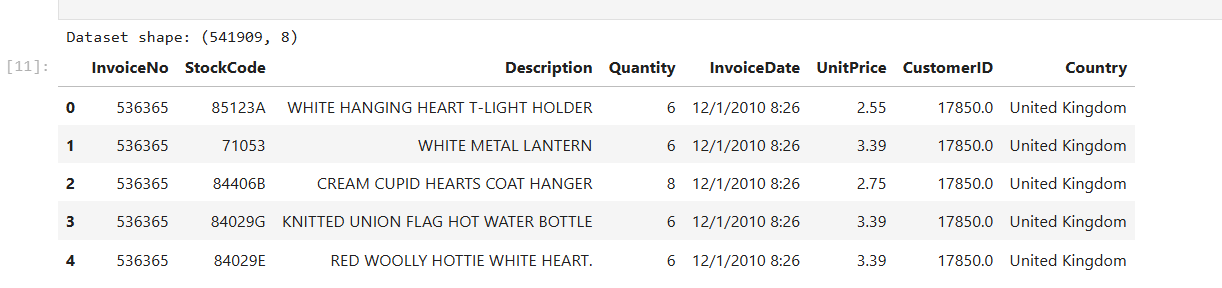 Dataset shape: (541909, 8)
[11]:
InvoiceNo StockCode Description Quantity InvoiceDate UnitPrice CustomerID Country
0 536365 85123A WHITE HANGING HEART T-LIGHT HOLDER 6 12/1/2010 8:26 2.55 17850.0 United Kingdom
1 536365 71053 WHITE METAL LANTERN 6 12/1/2010 8:26 3.39 17850.0 United Kingdom
2 536365 84406B CREAM CUPID HEARTS COAT HANGER 8 12/1/2010 8:26 2.75 17850.0 United Kingdom
3 536365 84029G KNITTED UNION FLAG HOT WATER BOTTLE 6 12/1/2010 8:26 3.39 17850.0 United Kingdom
4 536365 84029E RED WOOLLY HOTTIE WHITE HEART. 6 12/1/2010 8:26 3.39 17850.0 United Kingdom